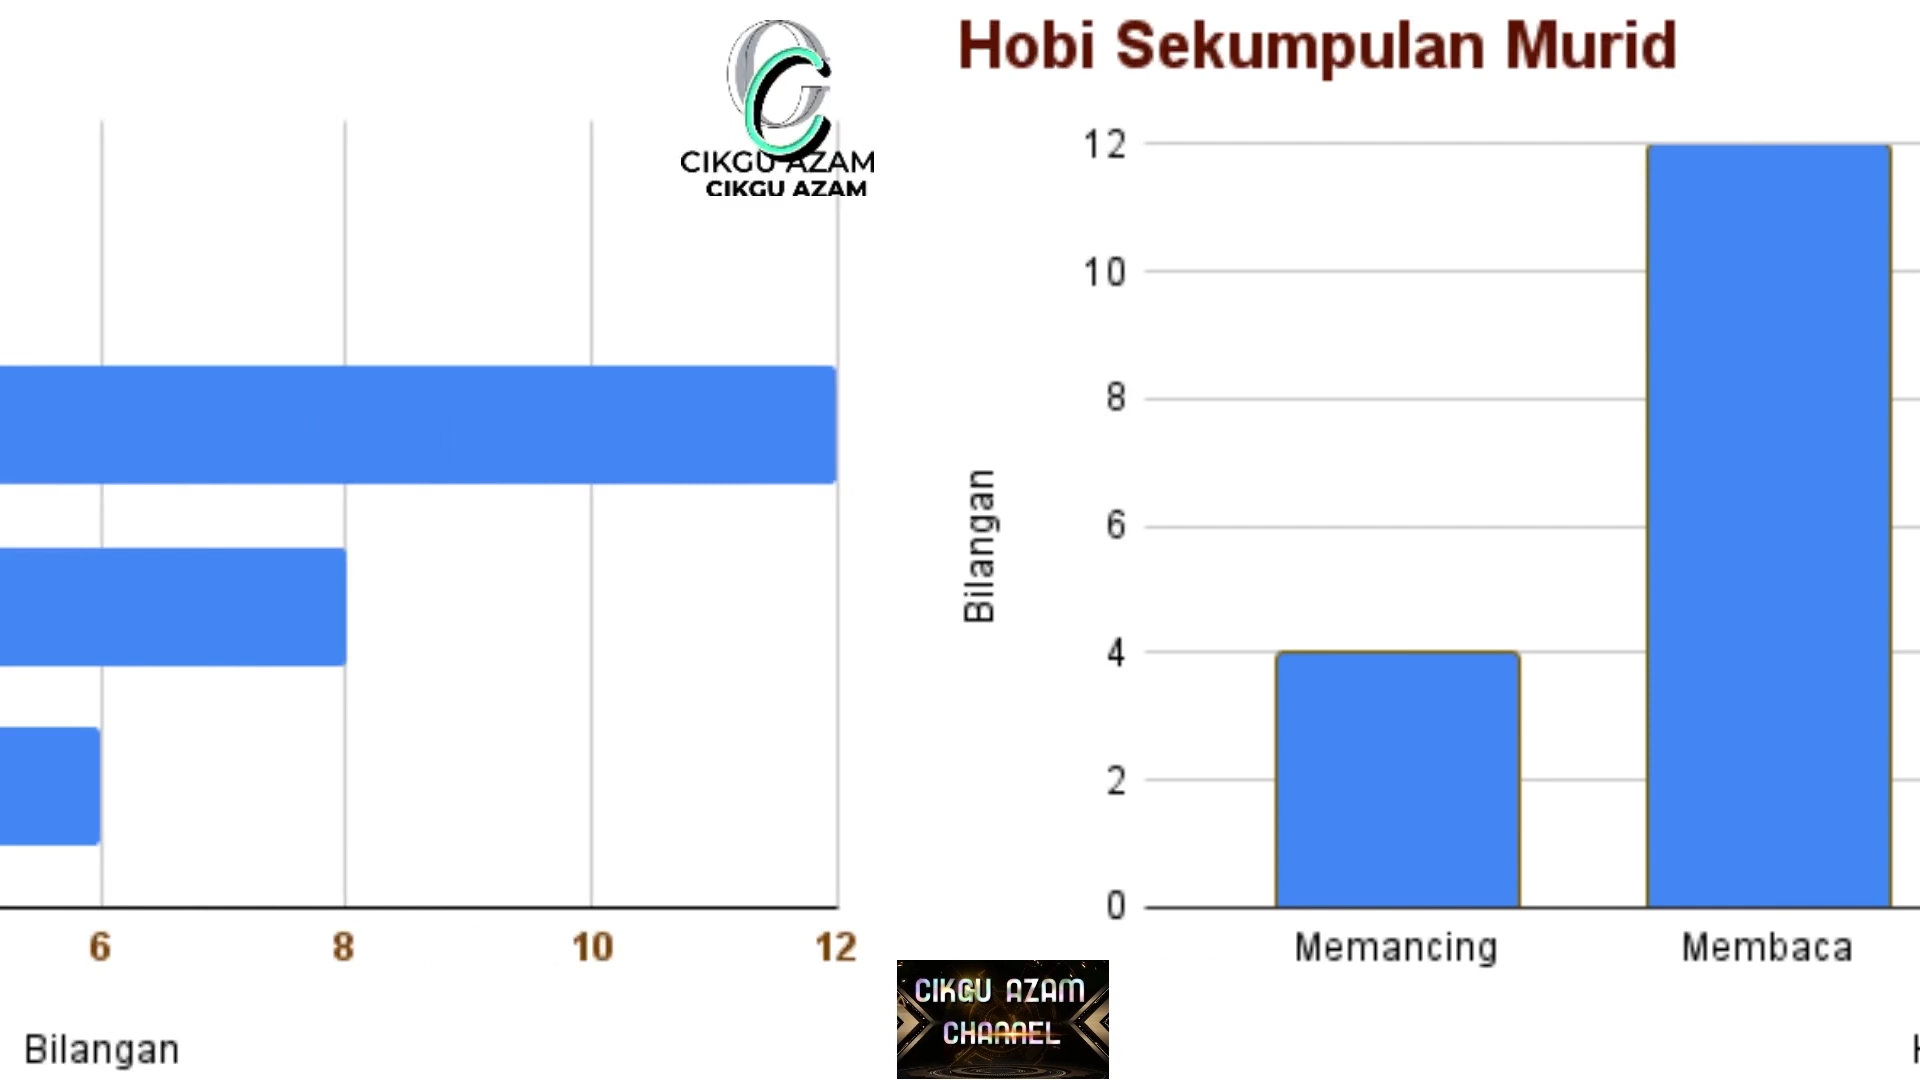 CIKGU AZAM
CIKGU AZAM
6 8 10 12
Bilangan
Hobi Sekumpulan Murid
12
10
8
6
4
2
0
Bilangan
Memancing Membaca
CIKGU AZAM
CHANNEL